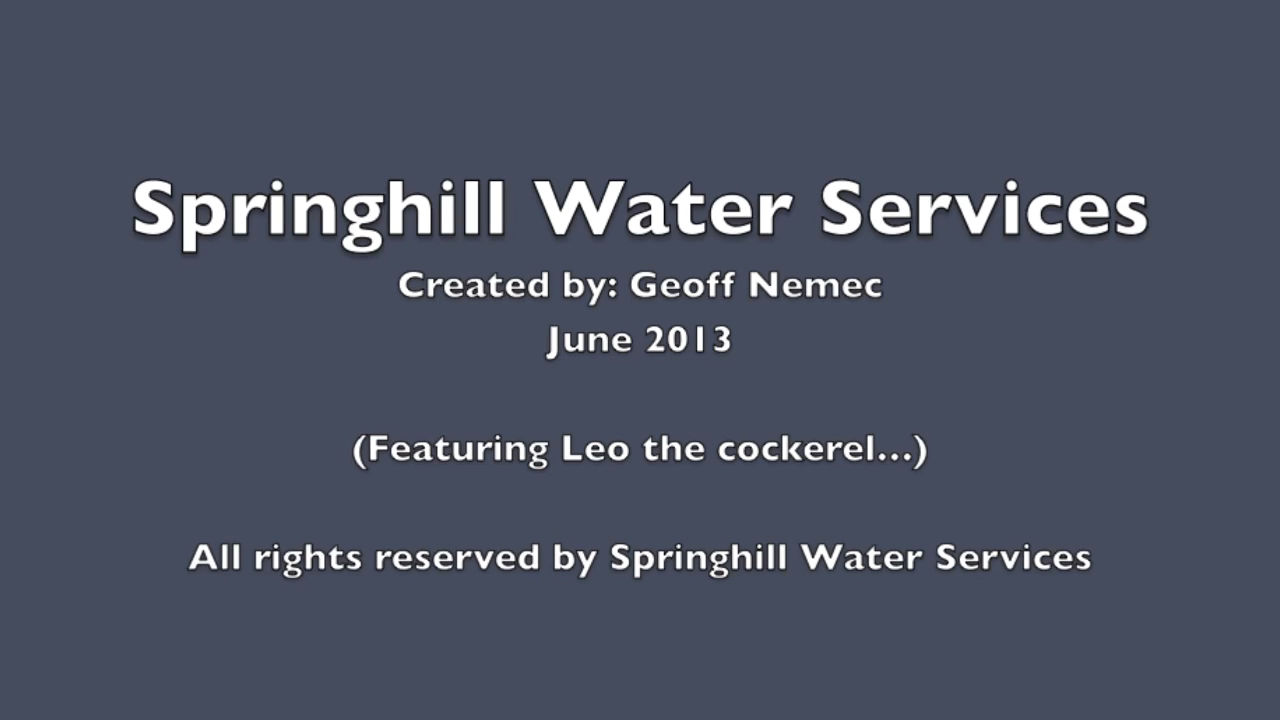 Springhill Water Services
Created by: Geoff Nemec
June 2013
(Featuring Leo the cockerel...)
All rights reserved by Springhill Water Services